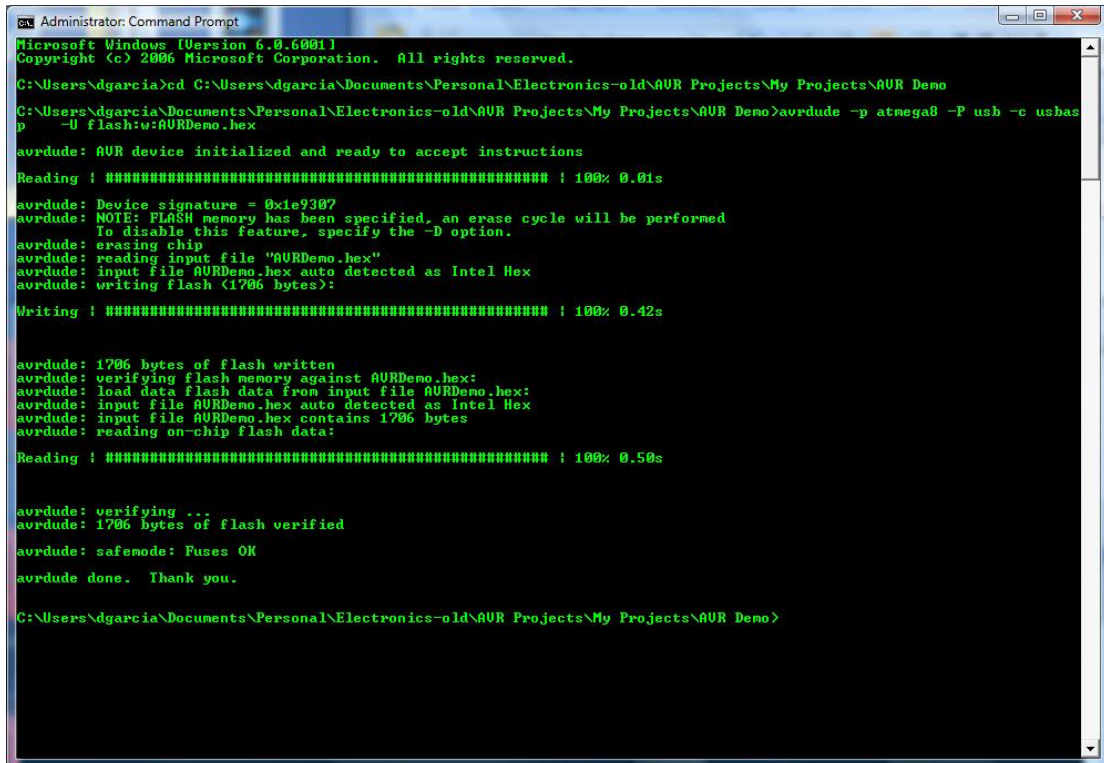 Administrator: Command Prompt
Microsoft Windows [Version 6.0.6001]
Copyright (c) 2006 Microsoft Corporation.  All rights reserved.
C:\Users\dgarcia>cd C:\Users\dgarcia\Documents\Personal\Electronics-old\AVR Projects\My Projects\AVR Demo
C:\Users\dgarcia\Documents\Personal\Electronics-old\AVR Projects\My Projects\AVR Demo>avrdude -p atmega8 -P usb -c usbas
p    -U flash:w:AVRDemo.hex
avrdude: AVR device initialized and ready to accept instructions
Reading | ################################################## | 100% 0.01s
avrdude: Device signature = 0x1e9307
avrdude: NOTE: FLASH memory has been specified, an erase cycle will be performed
         To disable this feature, specify the -D option.
avrdude: erasing chip
avrdude: reading input file "AVRDemo.hex"
avrdude: input file AVRDemo.hex auto detected as Intel Hex
avrdude: writing flash (1706 bytes):
Writing | ################################################## | 100% 0.42s
avrdude: 1706 bytes of flash written
avrdude: verifying flash memory against AVRDemo.hex:
avrdude: load data flash data from input file AVRDemo.hex:
avrdude: input file AVRDemo.hex auto detected as Intel Hex
avrdude: input file AVRDemo.hex contains 1706 bytes
avrdude: reading on-chip flash data:
Reading | ################################################## | 100% 0.50s
avrdude: verifying ...
avrdude: 1706 bytes of flash verified
avrdude: safemode: Fuses OK
avrdude done.  Thank you.
C:\Users\dgarcia\Documents\Personal\Electronics-old\AVR Projects\My Projects\AVR Demo>